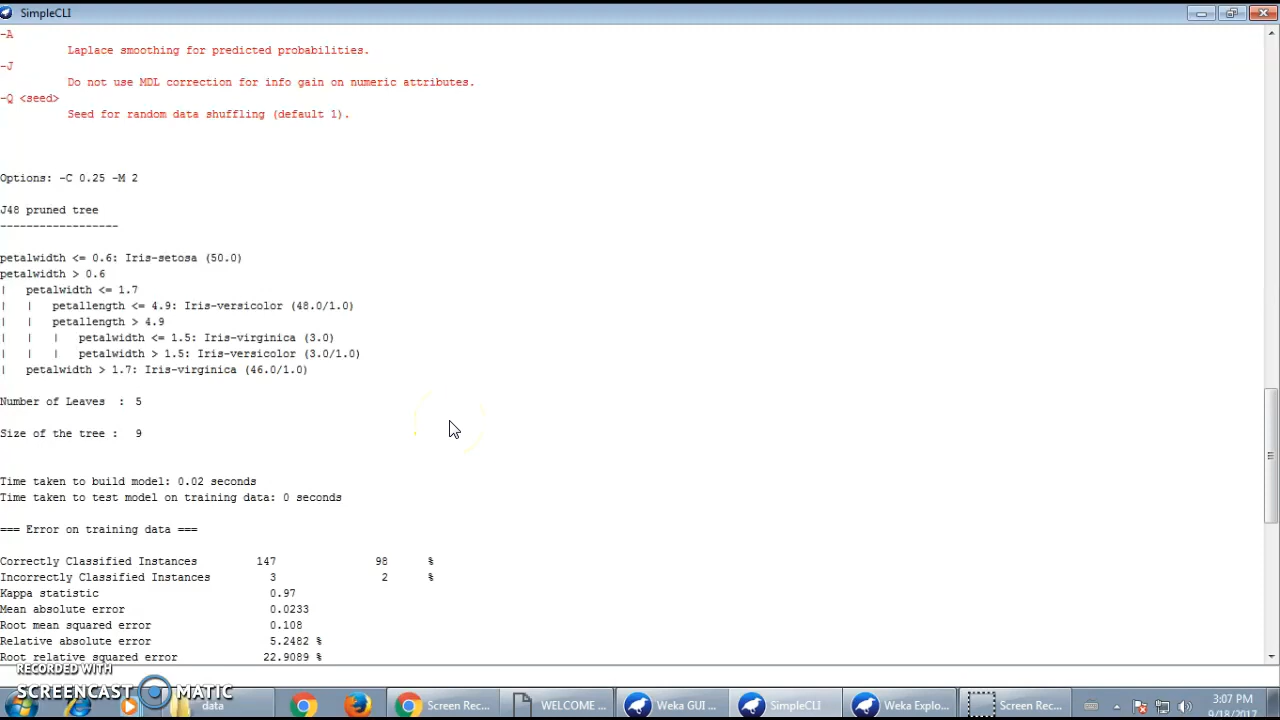 SimpleCLI
-A
Laplace smoothing for predicted probabilities.
-J
Do not use MDL correction for info gain on numeric attributes.
-Q <seed>
Seed for random data shuffling (default 1).
Options: -C 0.25 -M 2
J48 pruned tree
------------------
petalwidth <= 0.6: Iris-setosa (50.0)
petalwidth > 0.6
|   petalwidth <= 1.7
|   |   petallength <= 4.9: Iris-versicolor (48.0/1.0)
|   |   petallength > 4.9
|   |   |   petalwidth <= 1.5: Iris-virginica (3.0)
|   |   |   petalwidth > 1.5: Iris-versicolor (3.0/1.0)
|   petalwidth > 1.7: Iris-virginica (46.0/1.0)
Number of Leaves  : 5
Size of the tree : 9
Time taken to build model: 0.02 seconds
Time taken to test model on training data: 0 seconds
=== Error on training data ===
Correctly Classified Instances 147 98 %
Incorrectly Classified Instances 3 2 %
Kappa statistic 0.97
Mean absolute error 0.0233
Root mean squared error 0.108
Relative absolute error 5.2482 %
Root relative squared error 22.9089 %
RECORDED WITH
SCREENCAST MATIC
data
Screen Rec...
WELCOME ...
Weka GUI ...
SimpleCLI
Weka Explo...
Screen Rec...
3:07 PM
9/18/2017